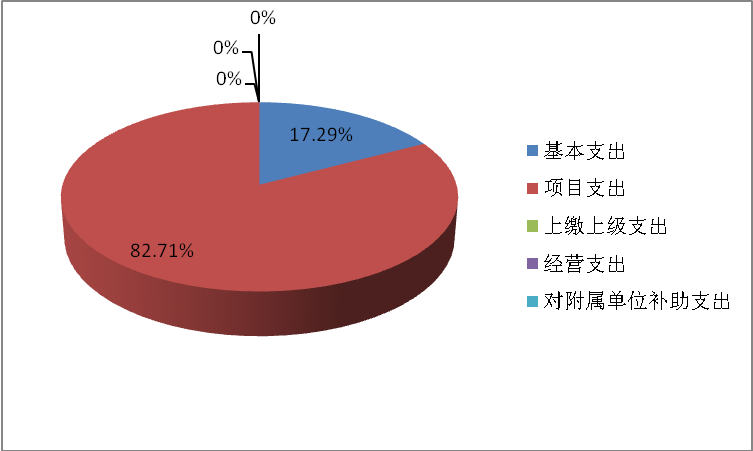 0%
0%
0%
17.29%
82.71%
基本支出
项目支出
上缴上级支出
经营支出
对附属单位补助支出